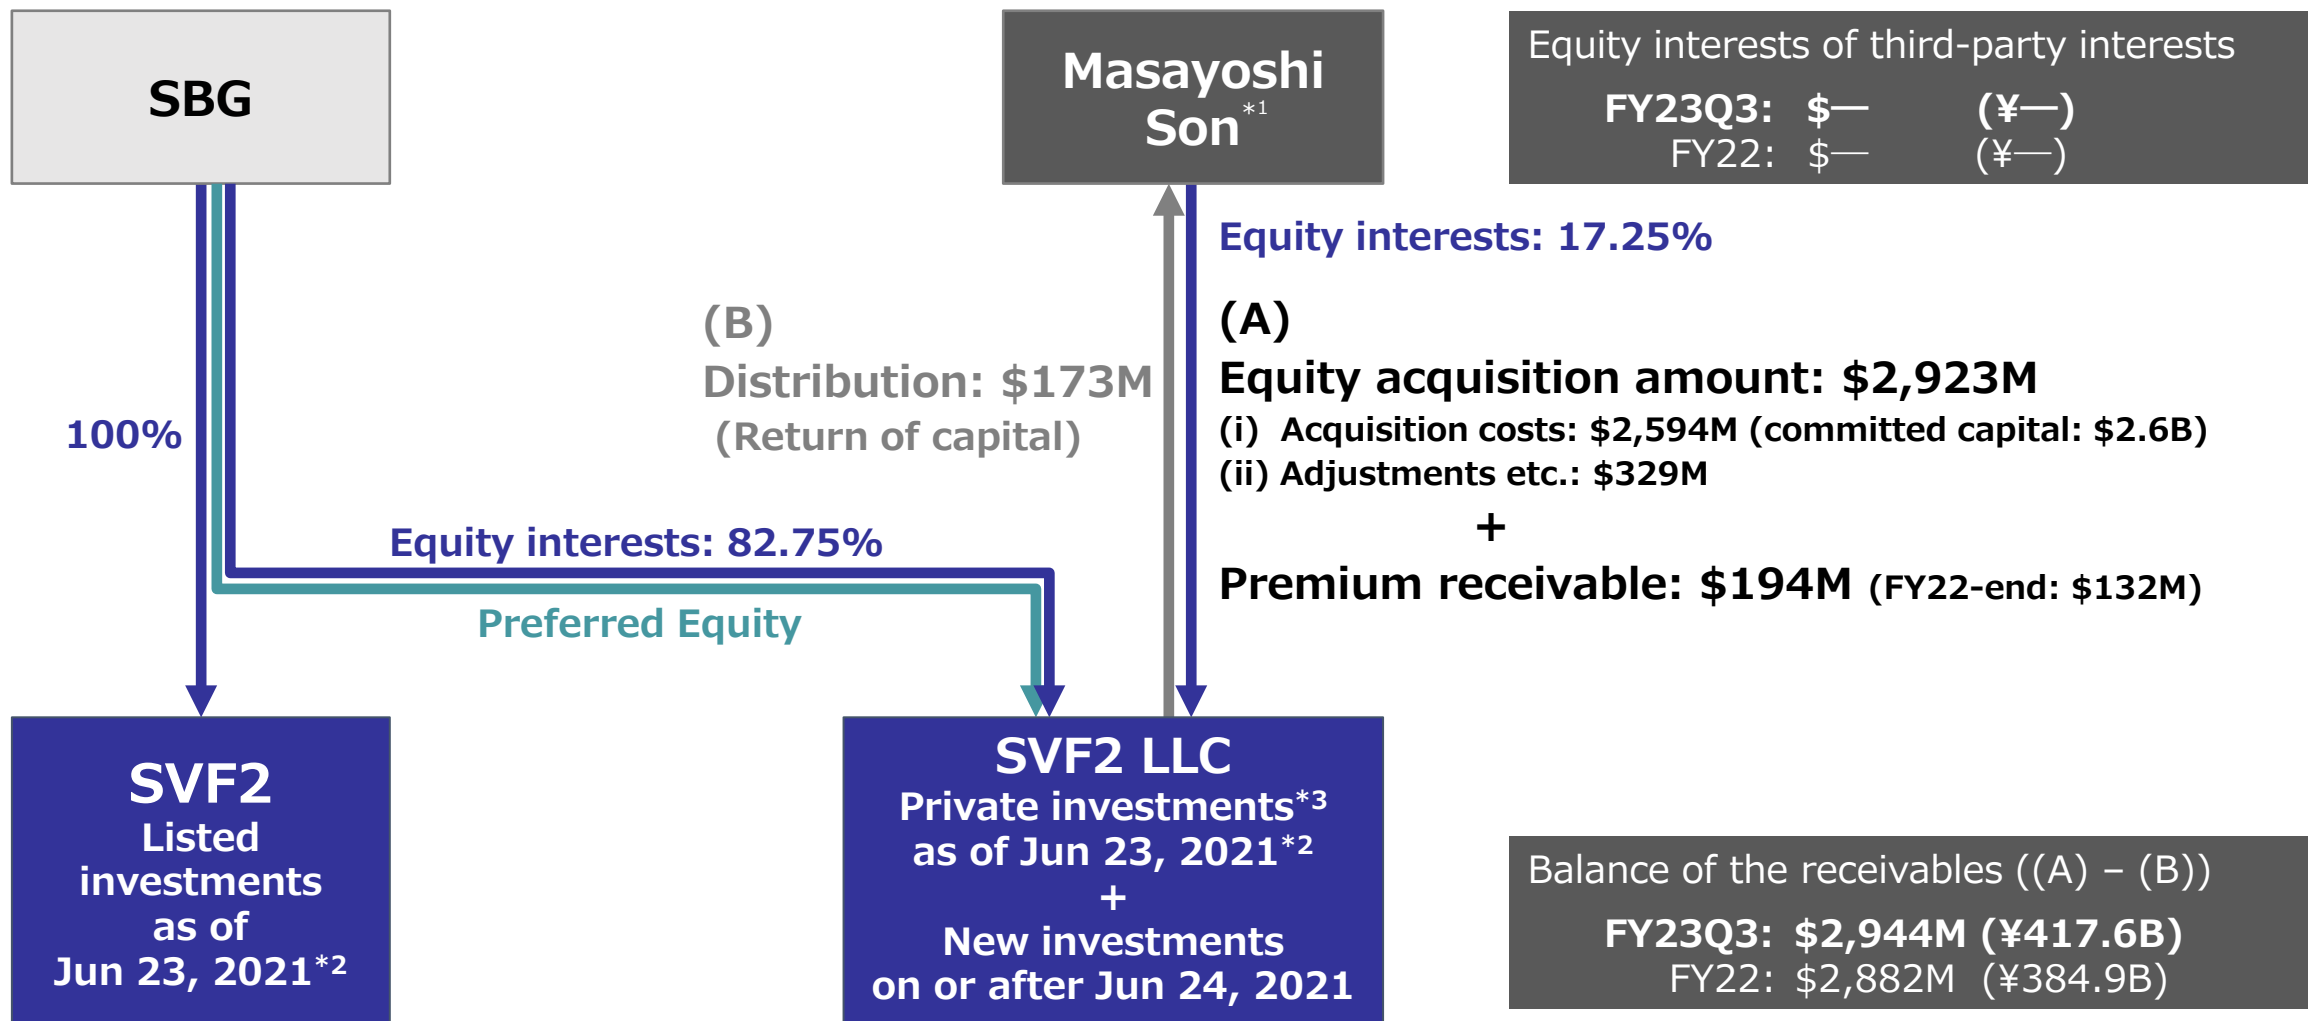 SBG
Masayoshi
Son*1
Equity interests of third-party interests
FY23Q3: $— (¥—)
FY22: $— (¥—)
Equity interests: 17.25%
(B)
Distribution: $173M
(Return of capital)
(A)
Equity acquisition amount: $2,923M
(i) Acquisition costs: $2,594M (committed capital: $2.6B)
(ii) Adjustments etc.: $329M
+
Premium receivable: $194M (FY22-end: $132M)
100%
Equity interests: 82.75%
Preferred Equity
SVF2
Listed
investments
as of
Jun 23, 2021*2
SVF2 LLC
Private investments*3
as of Jun 23, 2021*2
+
New investments
on or after Jun 24, 2021
Balance of the receivables ((A) – (B))
FY23Q3: $2,944M (¥417.6B)
FY22: $2,882M (¥384.9B)